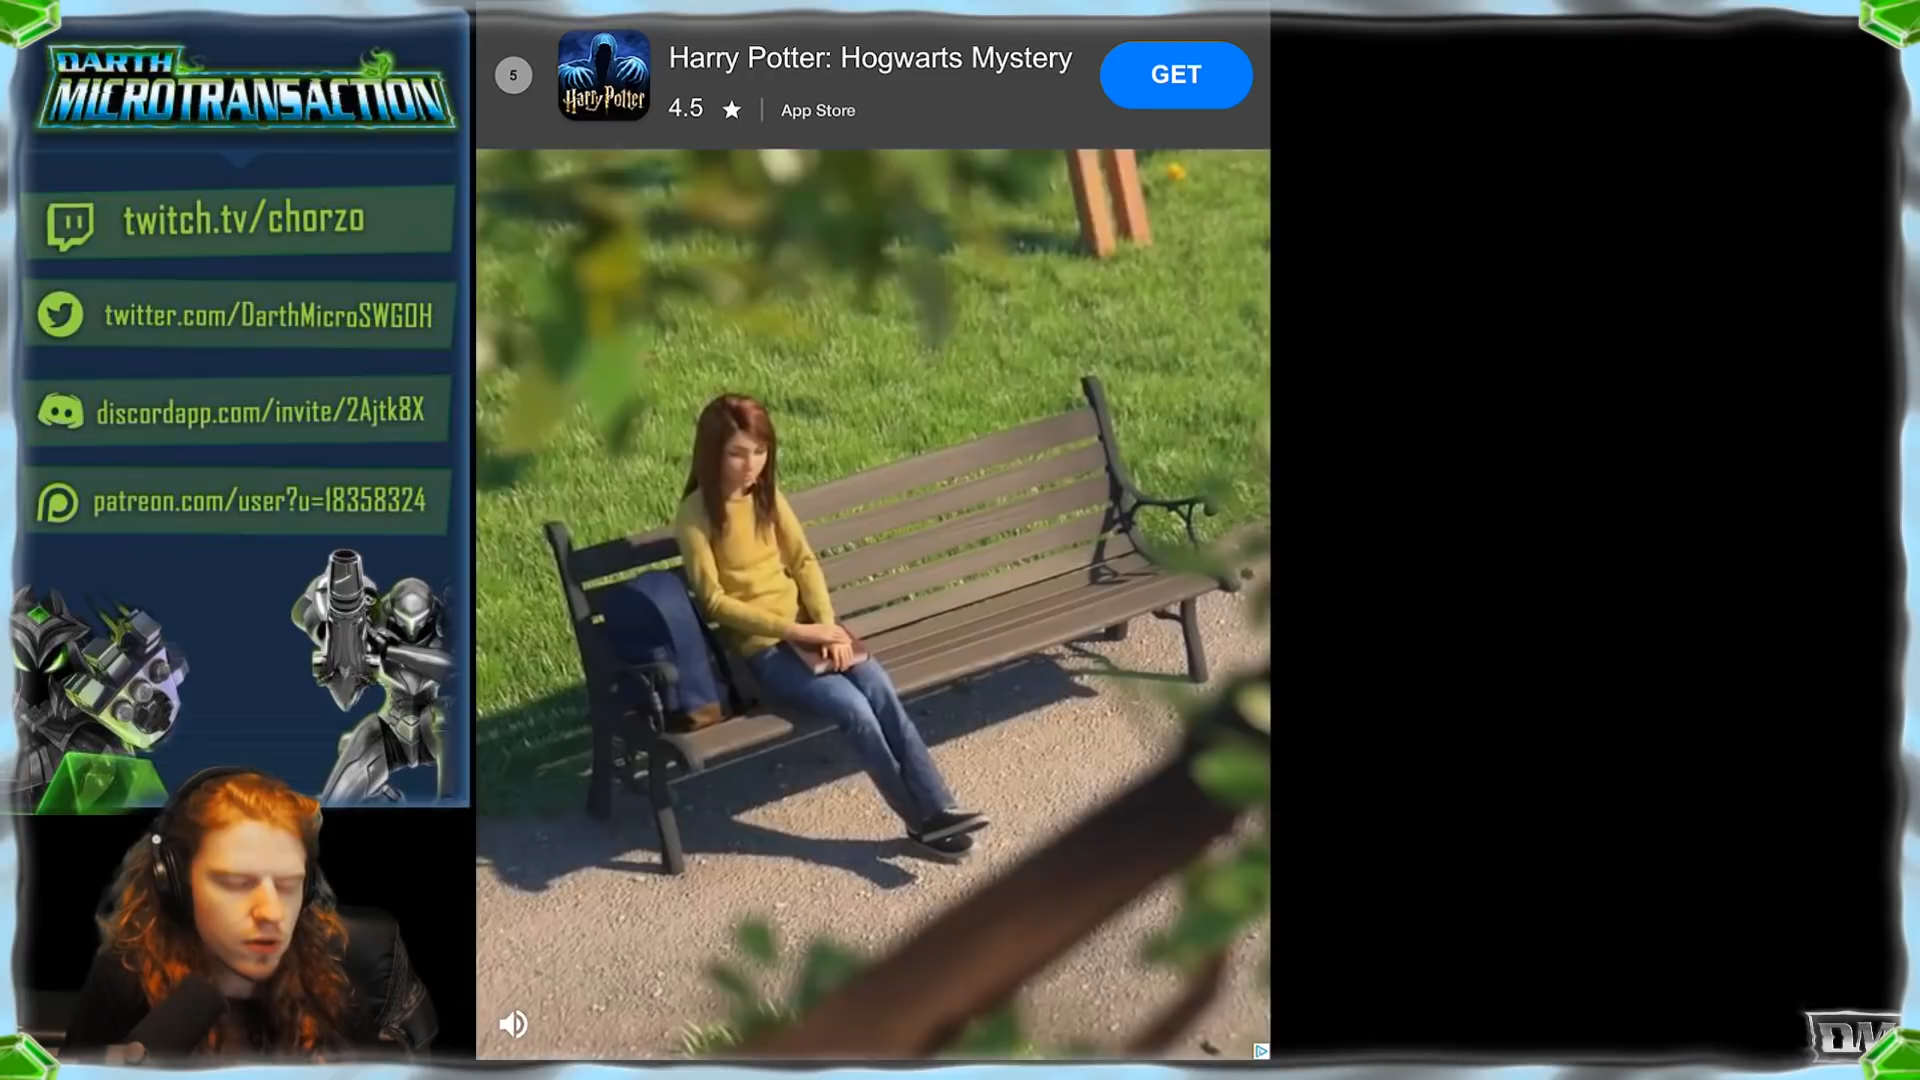 DARTH
MICROTRANSACTION
twitch.tv/chorzo
twitter.com/DarthMicroSWGOH
discordapp.com/invite/2Ajtk8X
patreon.com/user?u=18358324
5
Harry Potter
Harry Potter: Hogwarts Mystery
4.5 ★ | App Store
GET
DM